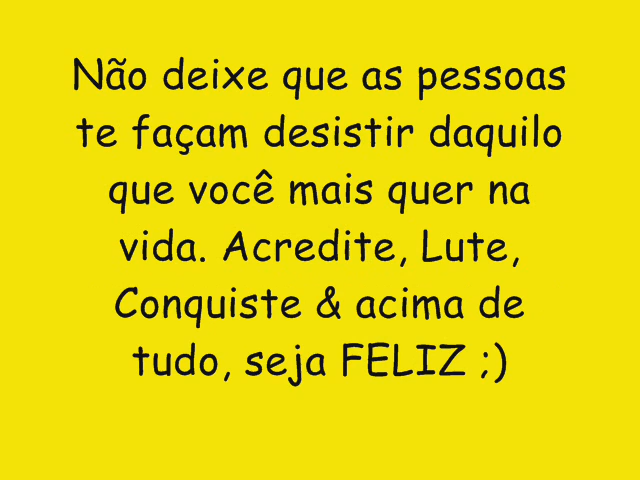 Não deixe que as pessoas
te façam desistir daquilo
que você mais quer na
vida. Acredite, Lute,
Conquiste & acima de
tudo, seja FELIZ ;)